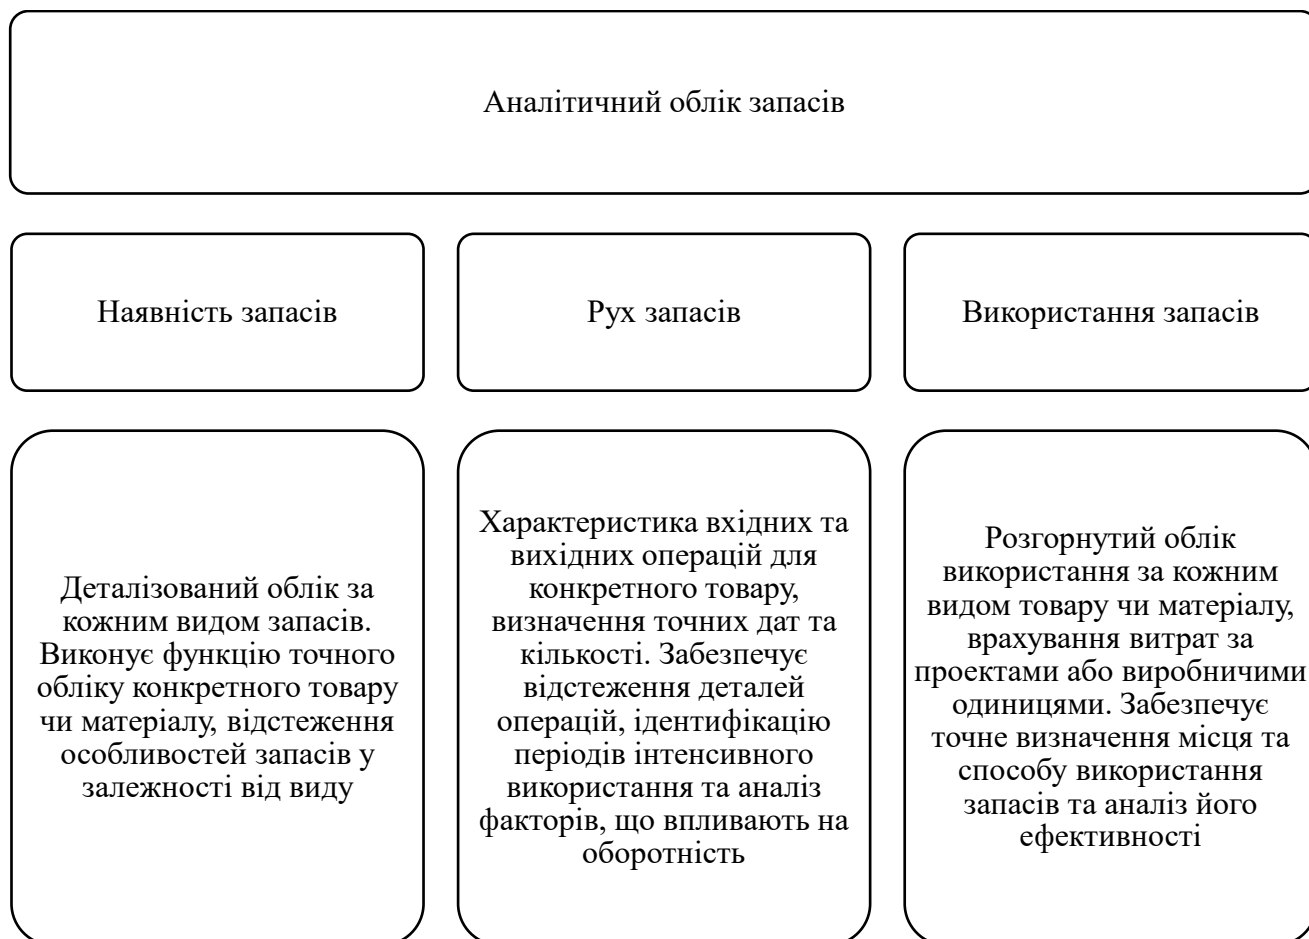 Аналітичний облік запасів
Наявність запасів
Рух запасів
Використання запасів
Деталізований облік за
кожним видом запасів.
Виконує функцію точного
обліку конкретного товару
чи матеріалу, відстеження
особливостей запасів у
залежності від виду
Характеристика вхідних та
вихідних операцій для
конкретного товару,
визначення точних дат та
кількості. Забезпечує
відстеження деталей
операцій, ідентифікацію
періодів інтенсивного
використання та аналіз
факторів, що впливають на
оборотність
Розгорнутий облік
використання за кожним
видом товару чи матеріалу,
врахування витрат за
проектами або виробничими
одиницями. Забезпечує
точне визначення місця та
способу використання
запасів та аналіз його
ефективності